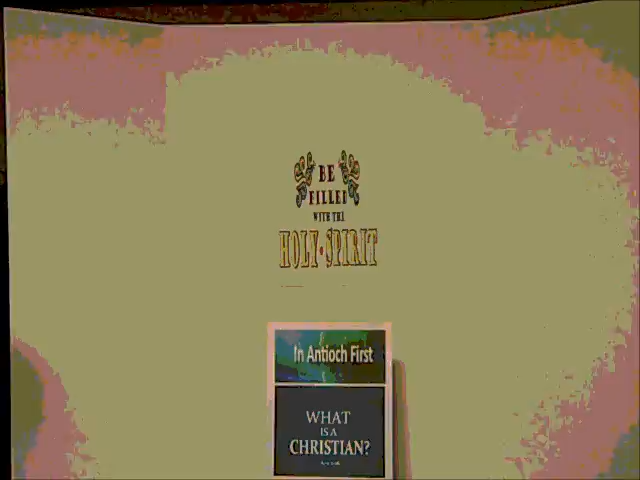 BE
FILLED
WITH THE
HOLY SPIRIT
In Antioch First
WHAT
IS A
CHRISTIAN?